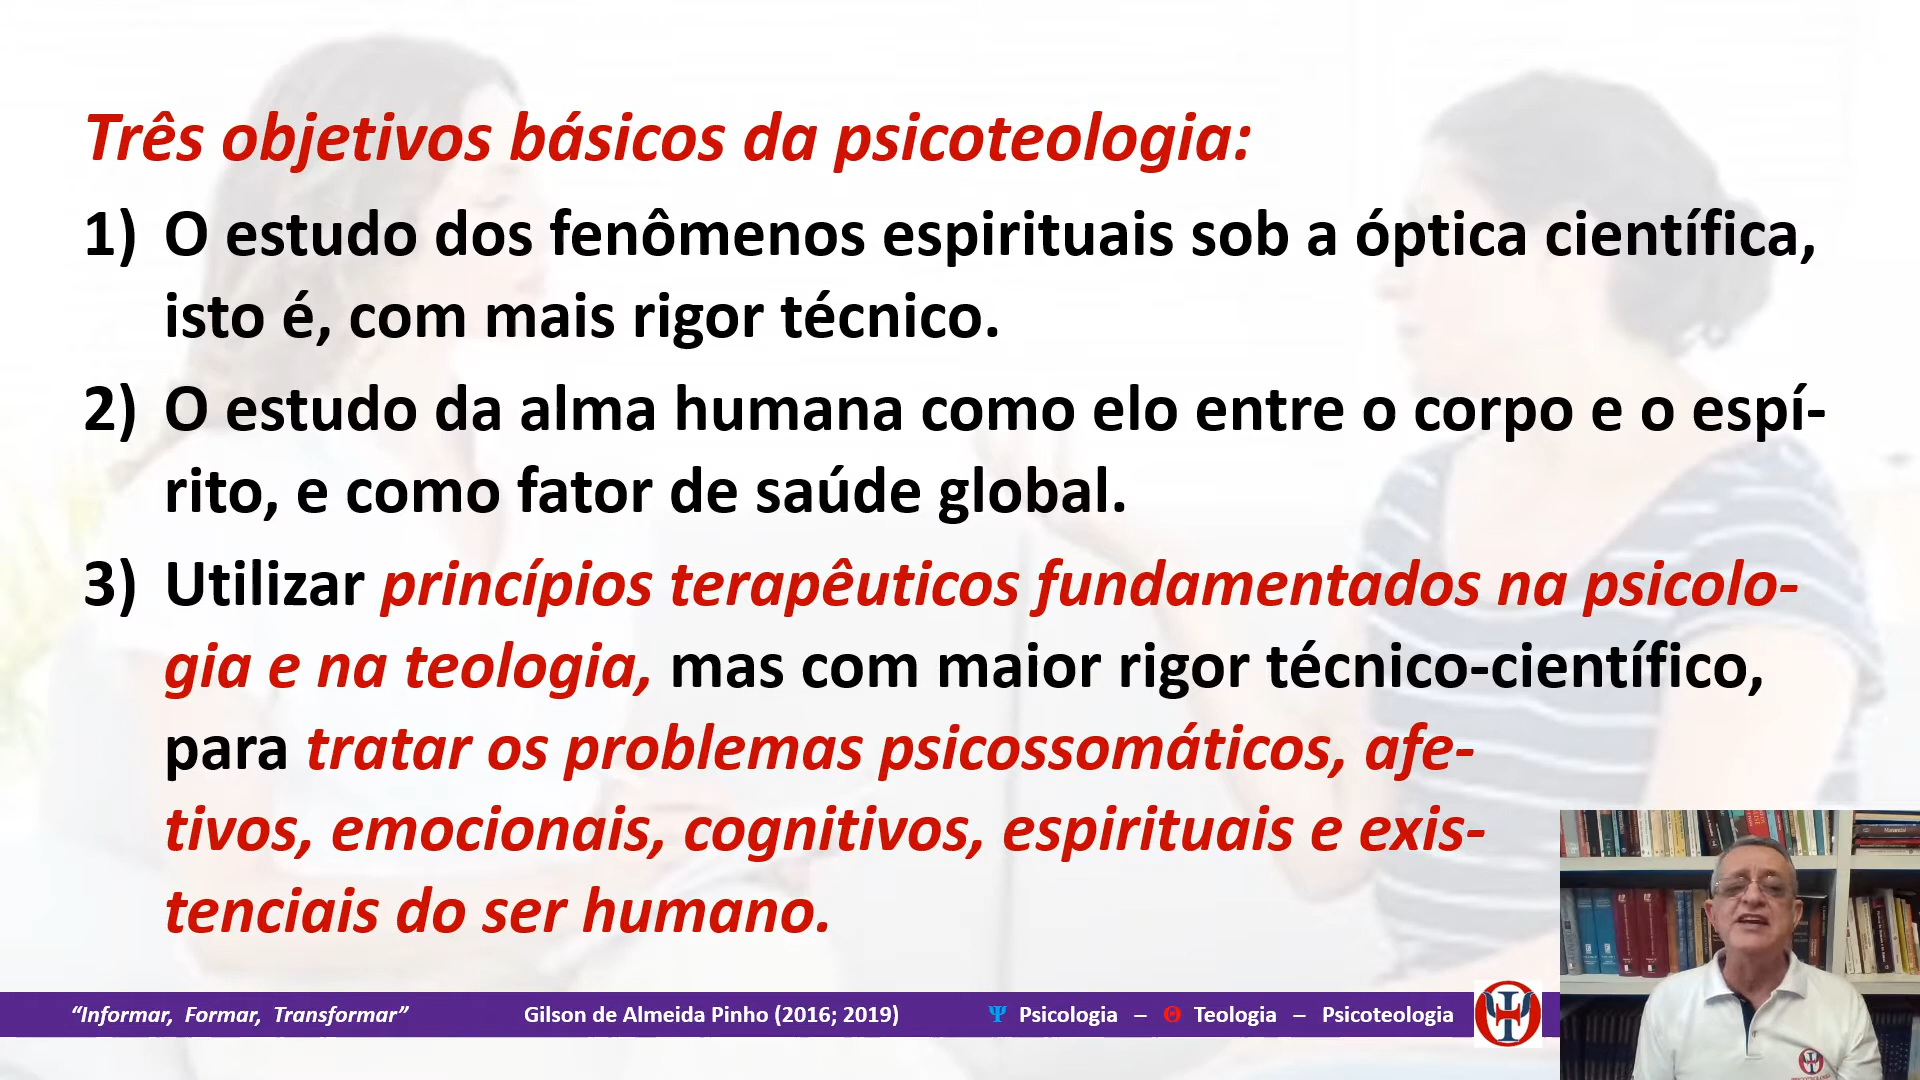 Três objetivos básicos da psicoteologia:
1) O estudo dos fenômenos espirituais sob a óptica científica,
isto é, com mais rigor técnico.
2) O estudo da alma humana como elo entre o corpo e o espí-
rito, e como fator de saúde global.
3) Utilizar princípios terapêuticos fundamentados na psicolo-
gia e na teologia, mas com maior rigor técnico-científico,
para tratar os problemas psicossomáticos, afe-
tivos, emocionais, cognitivos, espirituais e exis-
tenciais do ser humano.
“Informar, Formar, Transformar” Gilson de Almeida Pinho (2016; 2019) Ψ Psicologia – Θ Teologia – Psicoteologia